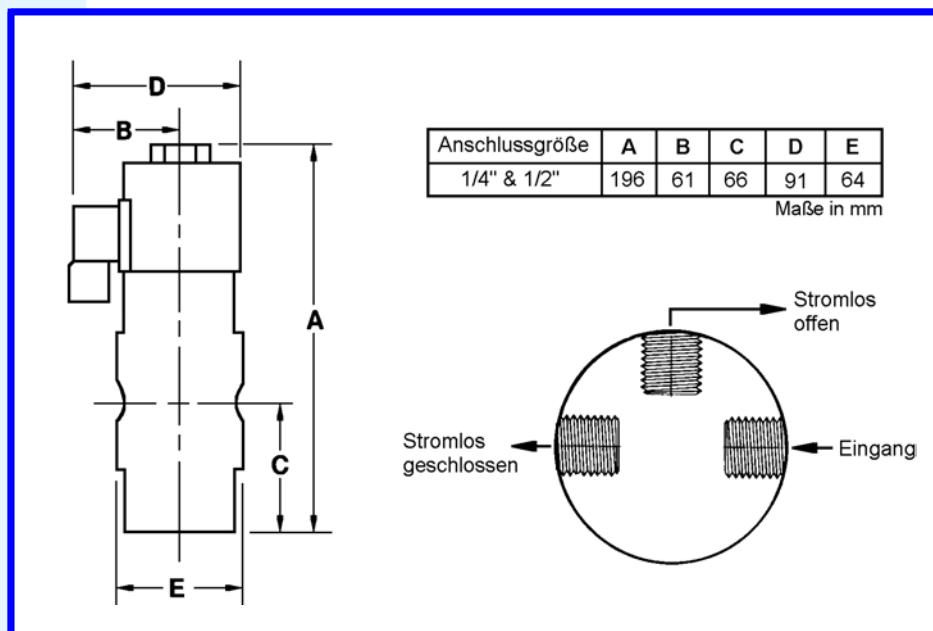 D
B
A
C
E
Anschlussgröße A B C D E
1/4" & 1/2" 196 61 66 91 64
Maße in mm
Stromlos
offen
Stromlos
geschlossen
Eingang